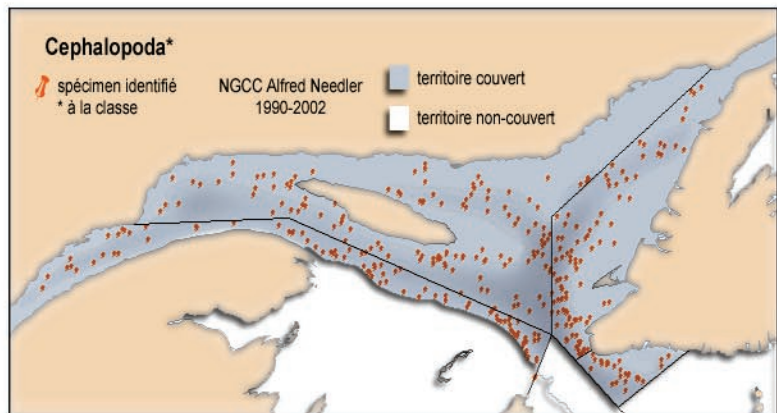 Cephalopoda*
spécimen identifié
* à la classe
NGCC Alfred Needler
1990-2002
territoire couvert
territoire non-couvert